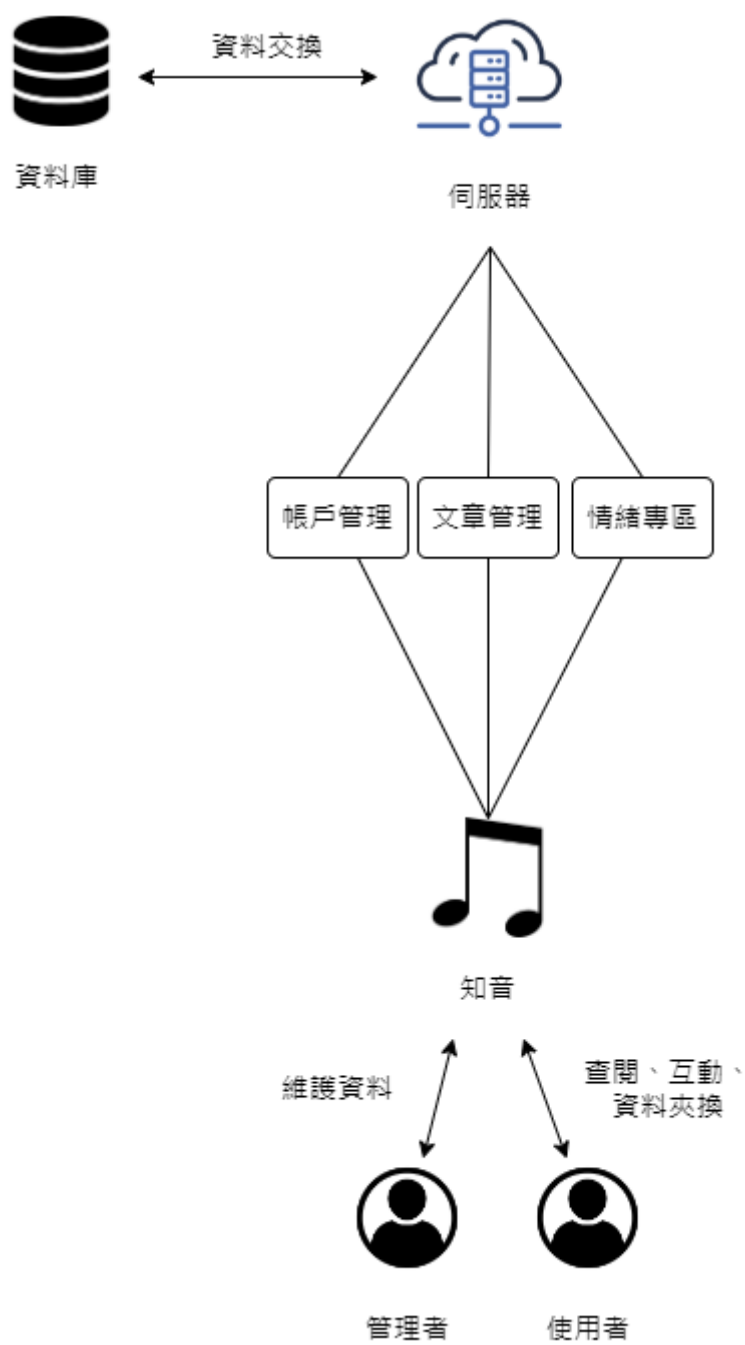 資料交換
資料庫
伺服器
帳戶管理
文章管理
情緒專區
知音
維護資料
查閱、互動、
資料夾換
管理者
使用者